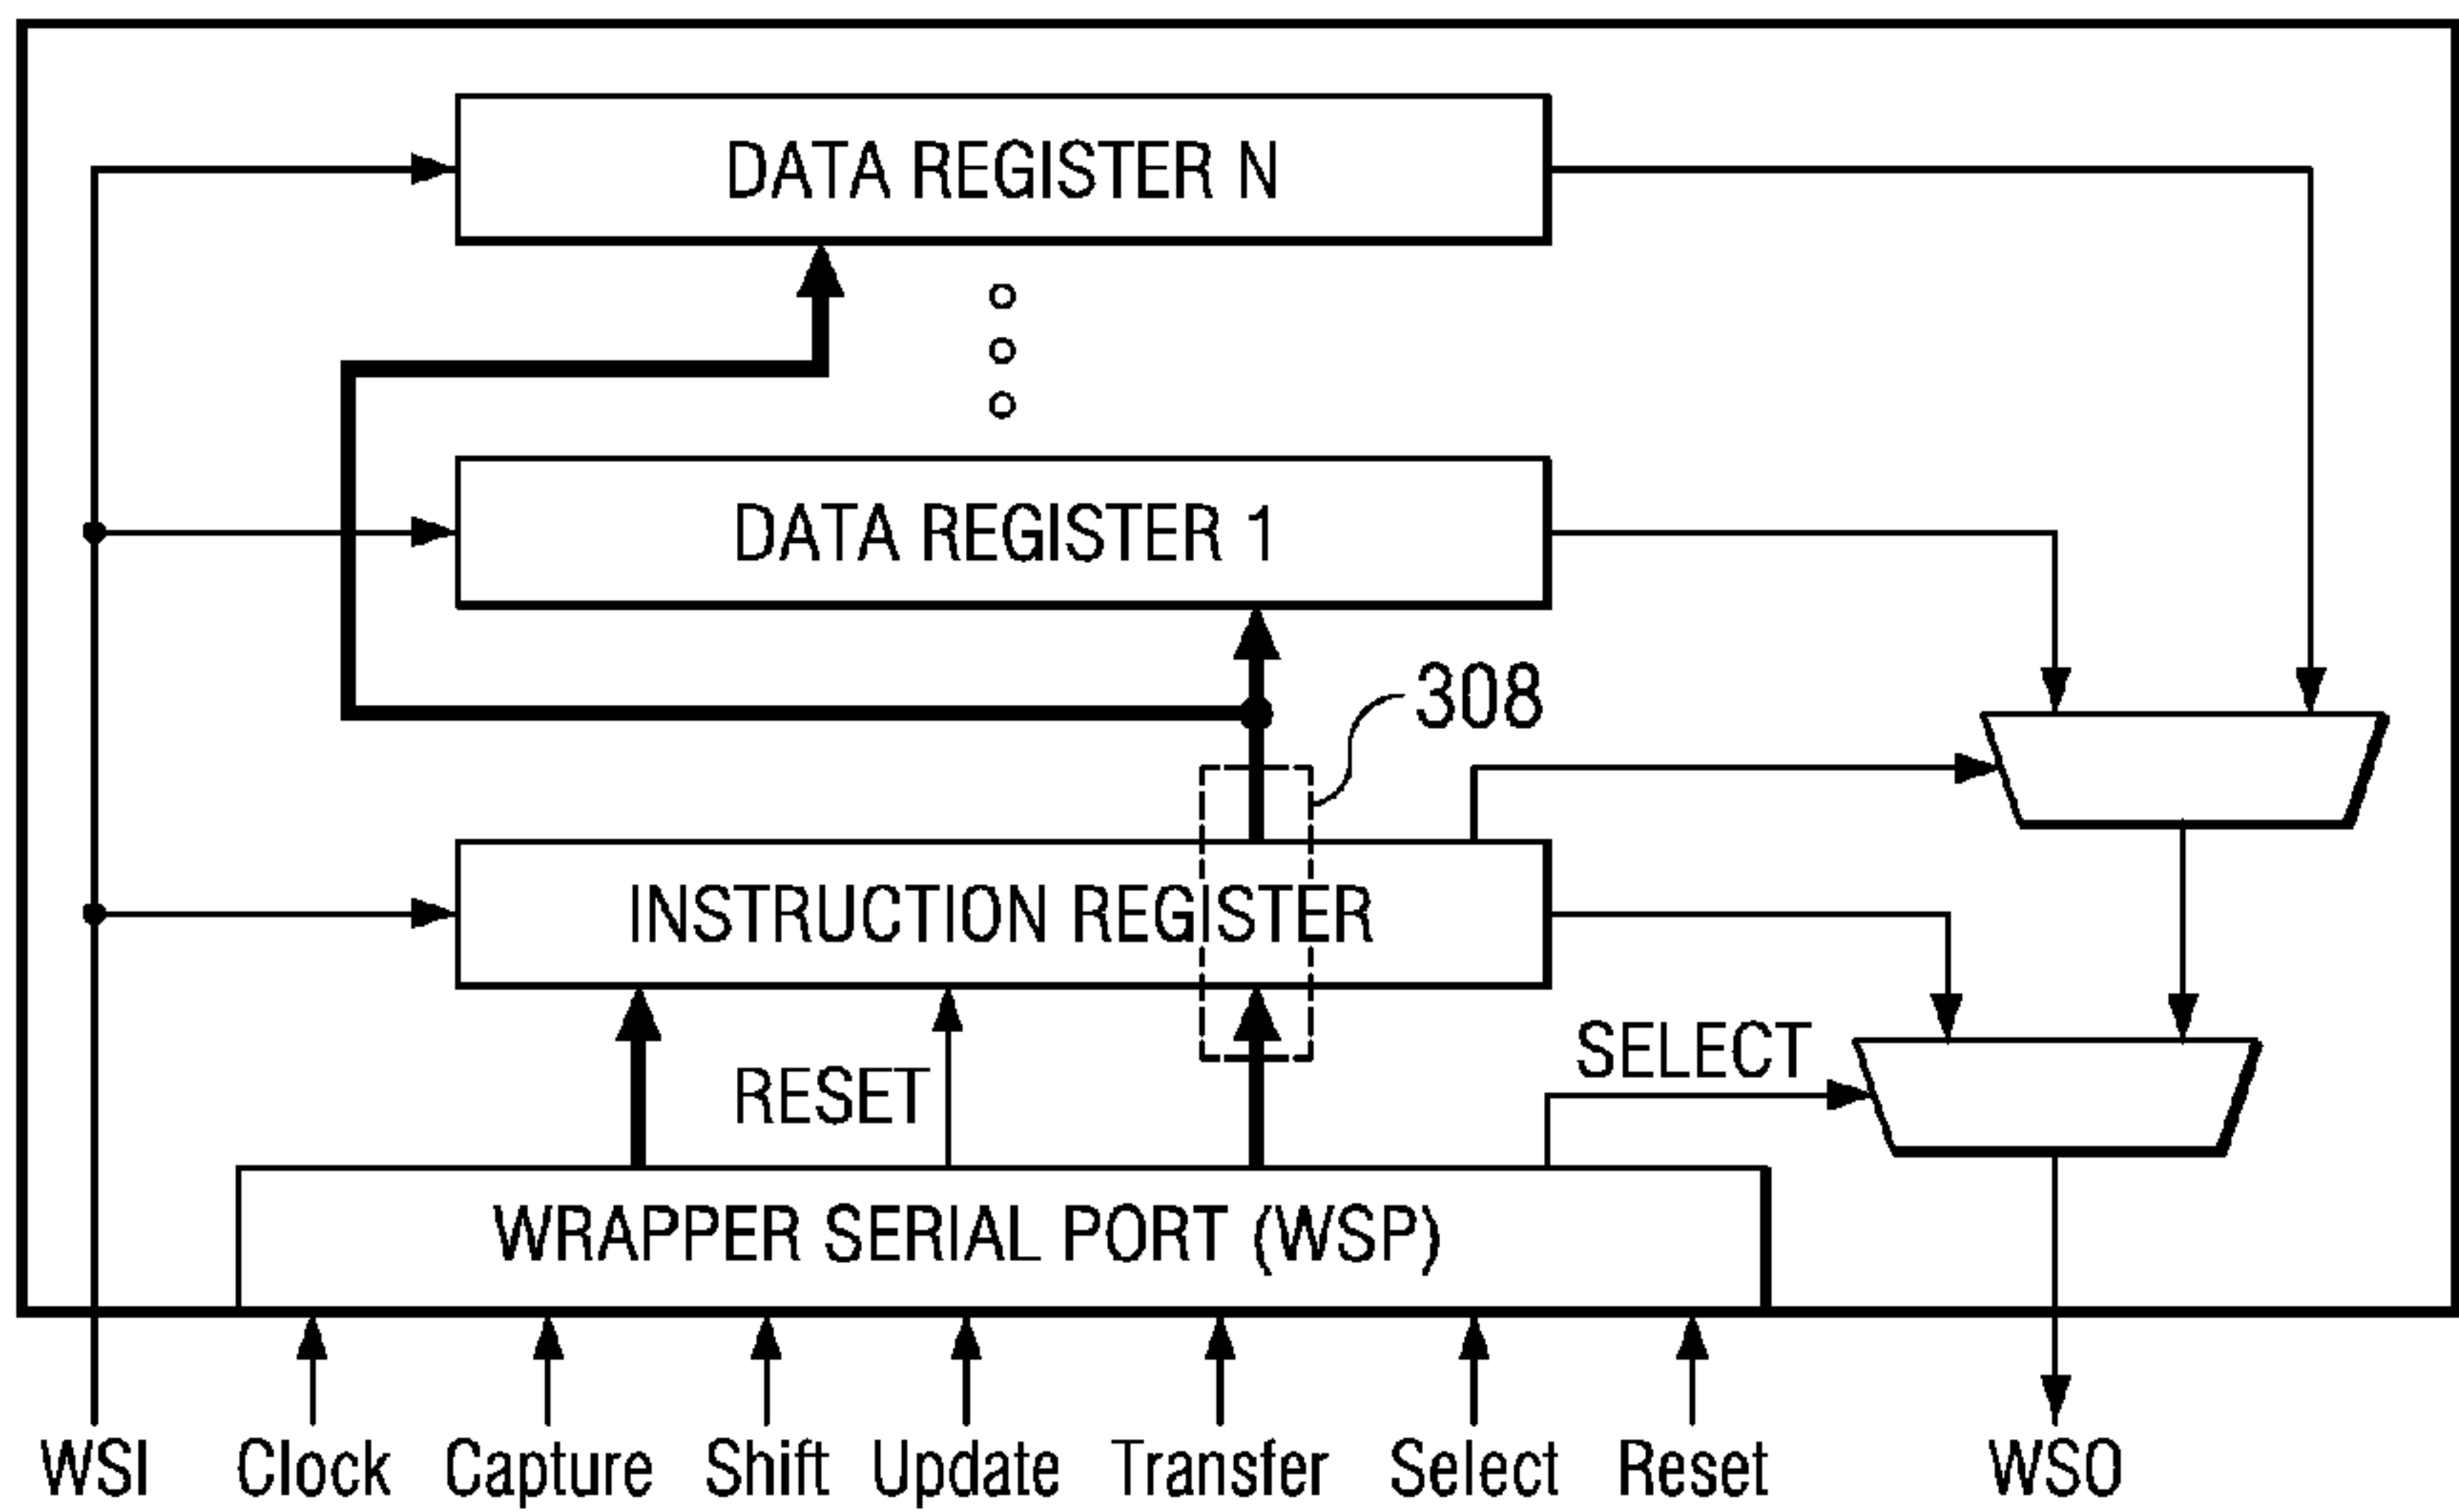 DATA REGISTER N
DATA REGISTER 1
308
INSTRUCTION REGISTER
SELECT
RESET
WRAPPER SERIAL PORT (WSP)
WSI Clock Capture Shift Update Transfer Select Reset WSO